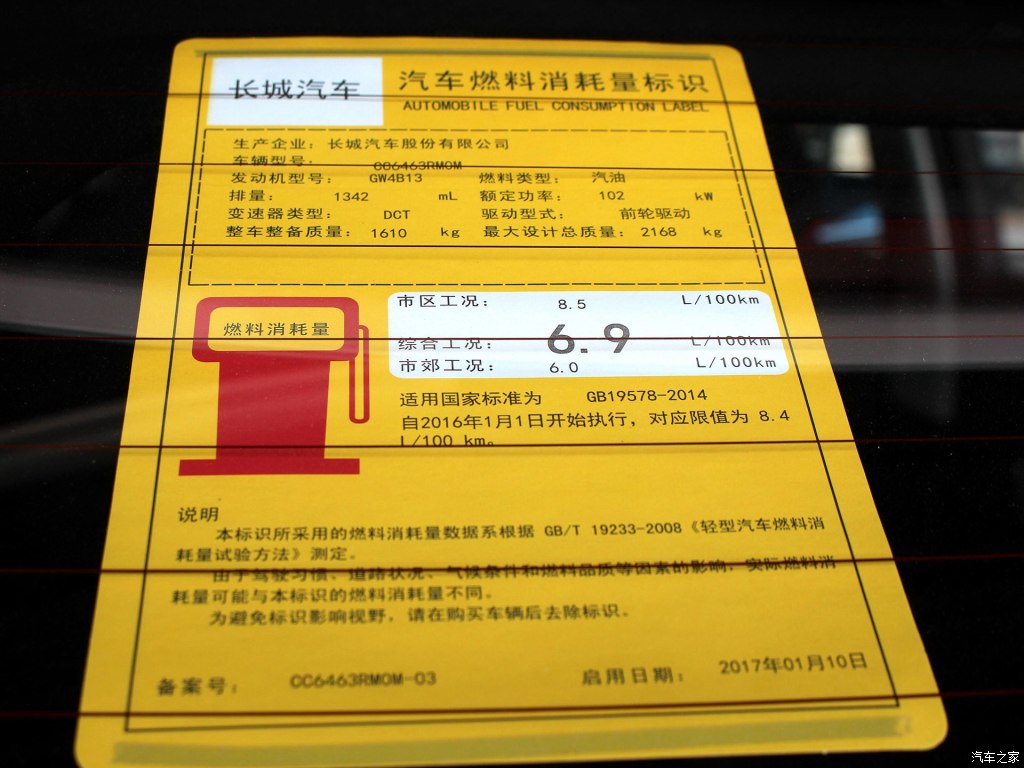 长城汽车
汽车燃料消耗量标识
AUTOMOBILE FUEL CONSUMPTION LABEL
生产企业：长城汽车股份有限公司
车辆型号： CC6463RM0M
发动机型号： GW4B13 燃料类型： 汽油
排量： 1342 mL 额定功率： 102 kW
变速器类型： DCT 驱动型式： 前轮驱动
整车整备质量： 1610 kg 最大设计总质量： 2168 kg
燃料消耗量
市区工况： 8.5 L/100km
综合工况： 6.9 L/100km
市郊工况： 6.0 L/100km
适用国家标准为 GB19578-2014
自2016年1月1日开始执行，对应限值为 8.4
L/100 km。
说明
本标识所采用的燃料消耗量数据系根据 GB/T 19233-2008《轻型汽车燃料消
耗量试验方法》测定。
由于驾驶习惯、道路状况、气候条件和燃料品质等因素的影响，实际燃料消
耗量可能与本标识的燃料消耗量不同。
为避免标识影响视野，请在购买车辆后去除标识。
备案号： CC6463RM0M-03 启用日期： 2017年01月10日
汽车之家